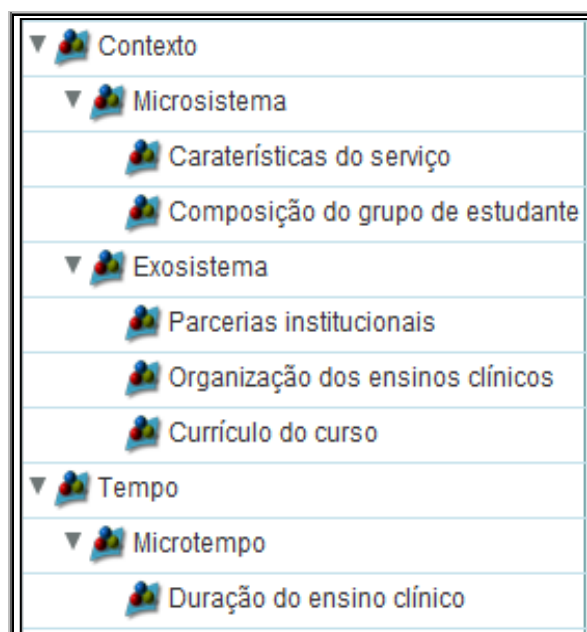 Contexto
Microsistema
Caraterísticas do serviço
Composição do grupo de estudante
Exosistema
Parcerias institucionais
Organização dos ensinos clínicos
Currículo do curso
Tempo
Microtempo
Duração do ensino clínico